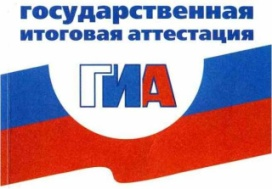 государственная
итоговая аттестация
ГИА